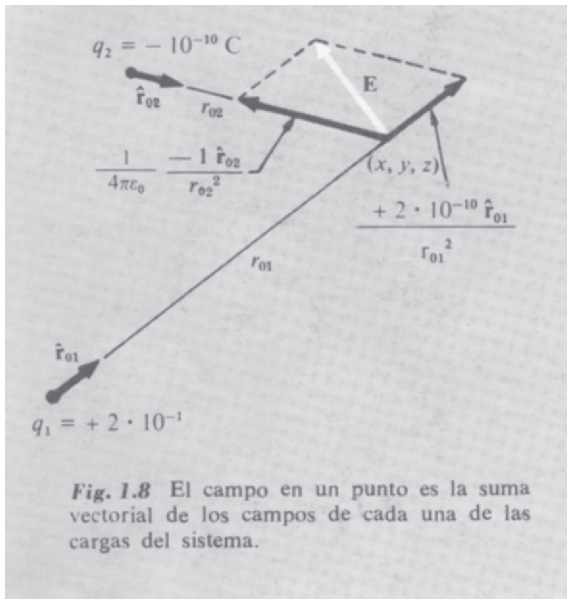 q₂ = − 10⁻¹⁰ C
r̂₀₂
r₀₂
E
1 / 4πε₀ − 1 r̂₀₂ / r₀₂²
(x, y, z)
+ 2 · 10⁻¹⁰ r̂₀₁ / r₀₁²
r₀₁
r̂₀₁
q₁ = + 2 · 10⁻¹
Fig. 1.8 El campo en un punto es la suma
vectorial de los campos de cada una de las
cargas del sistema.